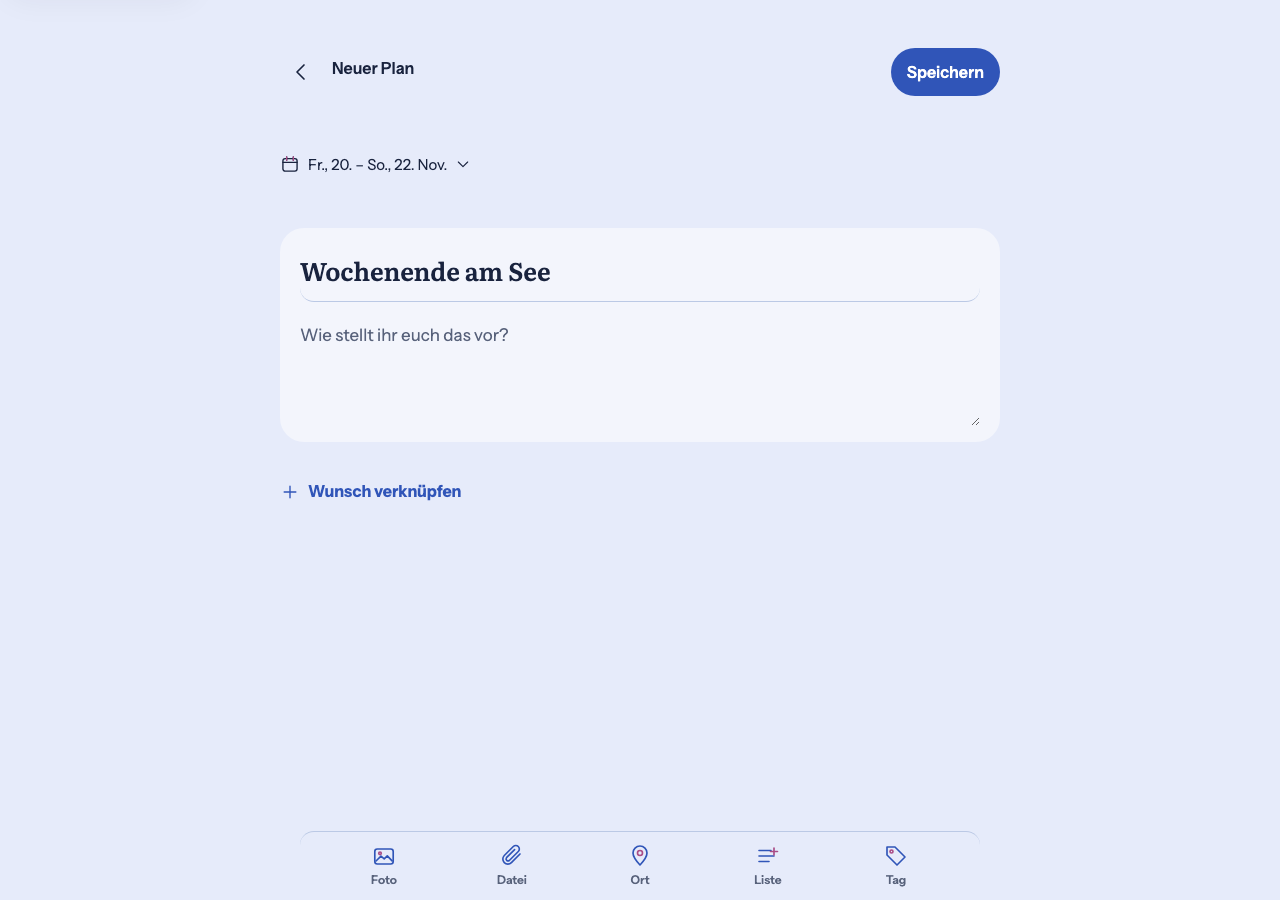 Neuer Plan
Speichern
Fr., 20. – So., 22. Nov.
Wochenende am See
Wie stellt ihr euch das vor?
Wunsch verknüpfen
Foto
Datei
Ort
Liste
Tag